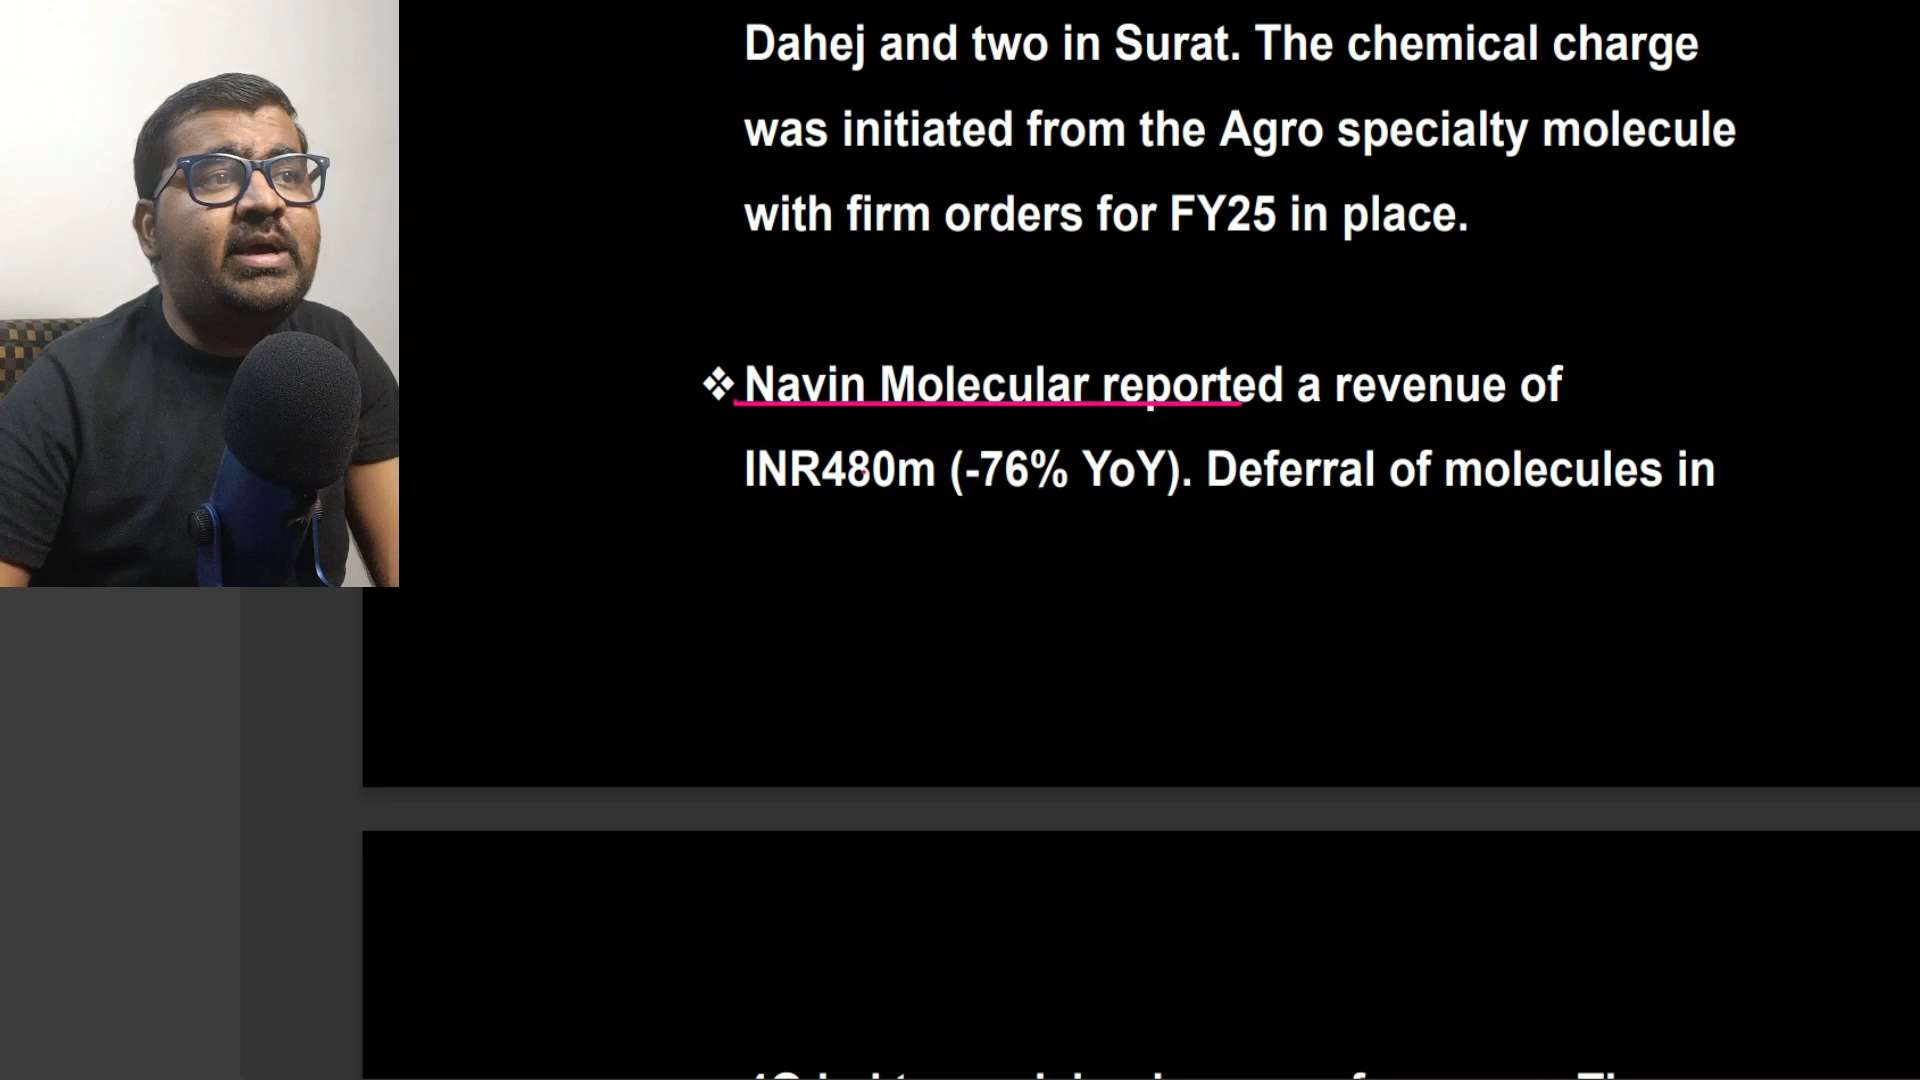 Dahej and two in Surat. The chemical charge
was initiated from the Agro specialty molecule
with firm orders for FY25 in place.
❖ Navin Molecular reported a revenue of
INR480m (-76% YoY). Deferral of molecules in